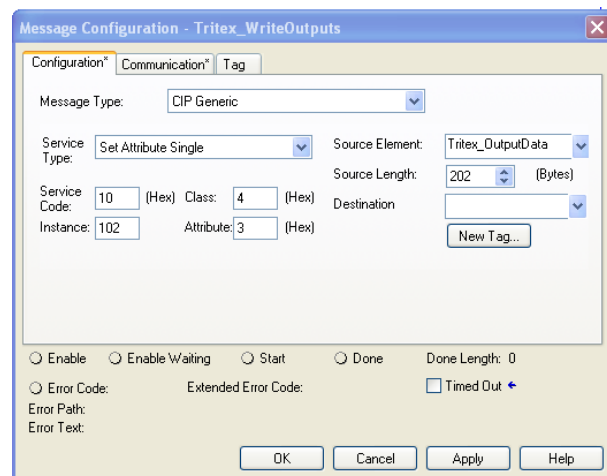 Message Configuration - Tritex_WriteOutputs
Configuration* Communication* Tag
Message Type: CIP Generic
Service Type: Set Attribute Single
Source Element: Tritex_OutputData
Source Length: 202 (Bytes)
Service Code: 10 (Hex) Class: 4 (Hex)
Destination
Instance: 102 Attribute: 3 (Hex)
New Tag...
Enable Enable Waiting Start Done Done Length: 0
Error Code: Extended Error Code: Timed Out
Error Path:
Error Text:
OK Cancel Apply Help